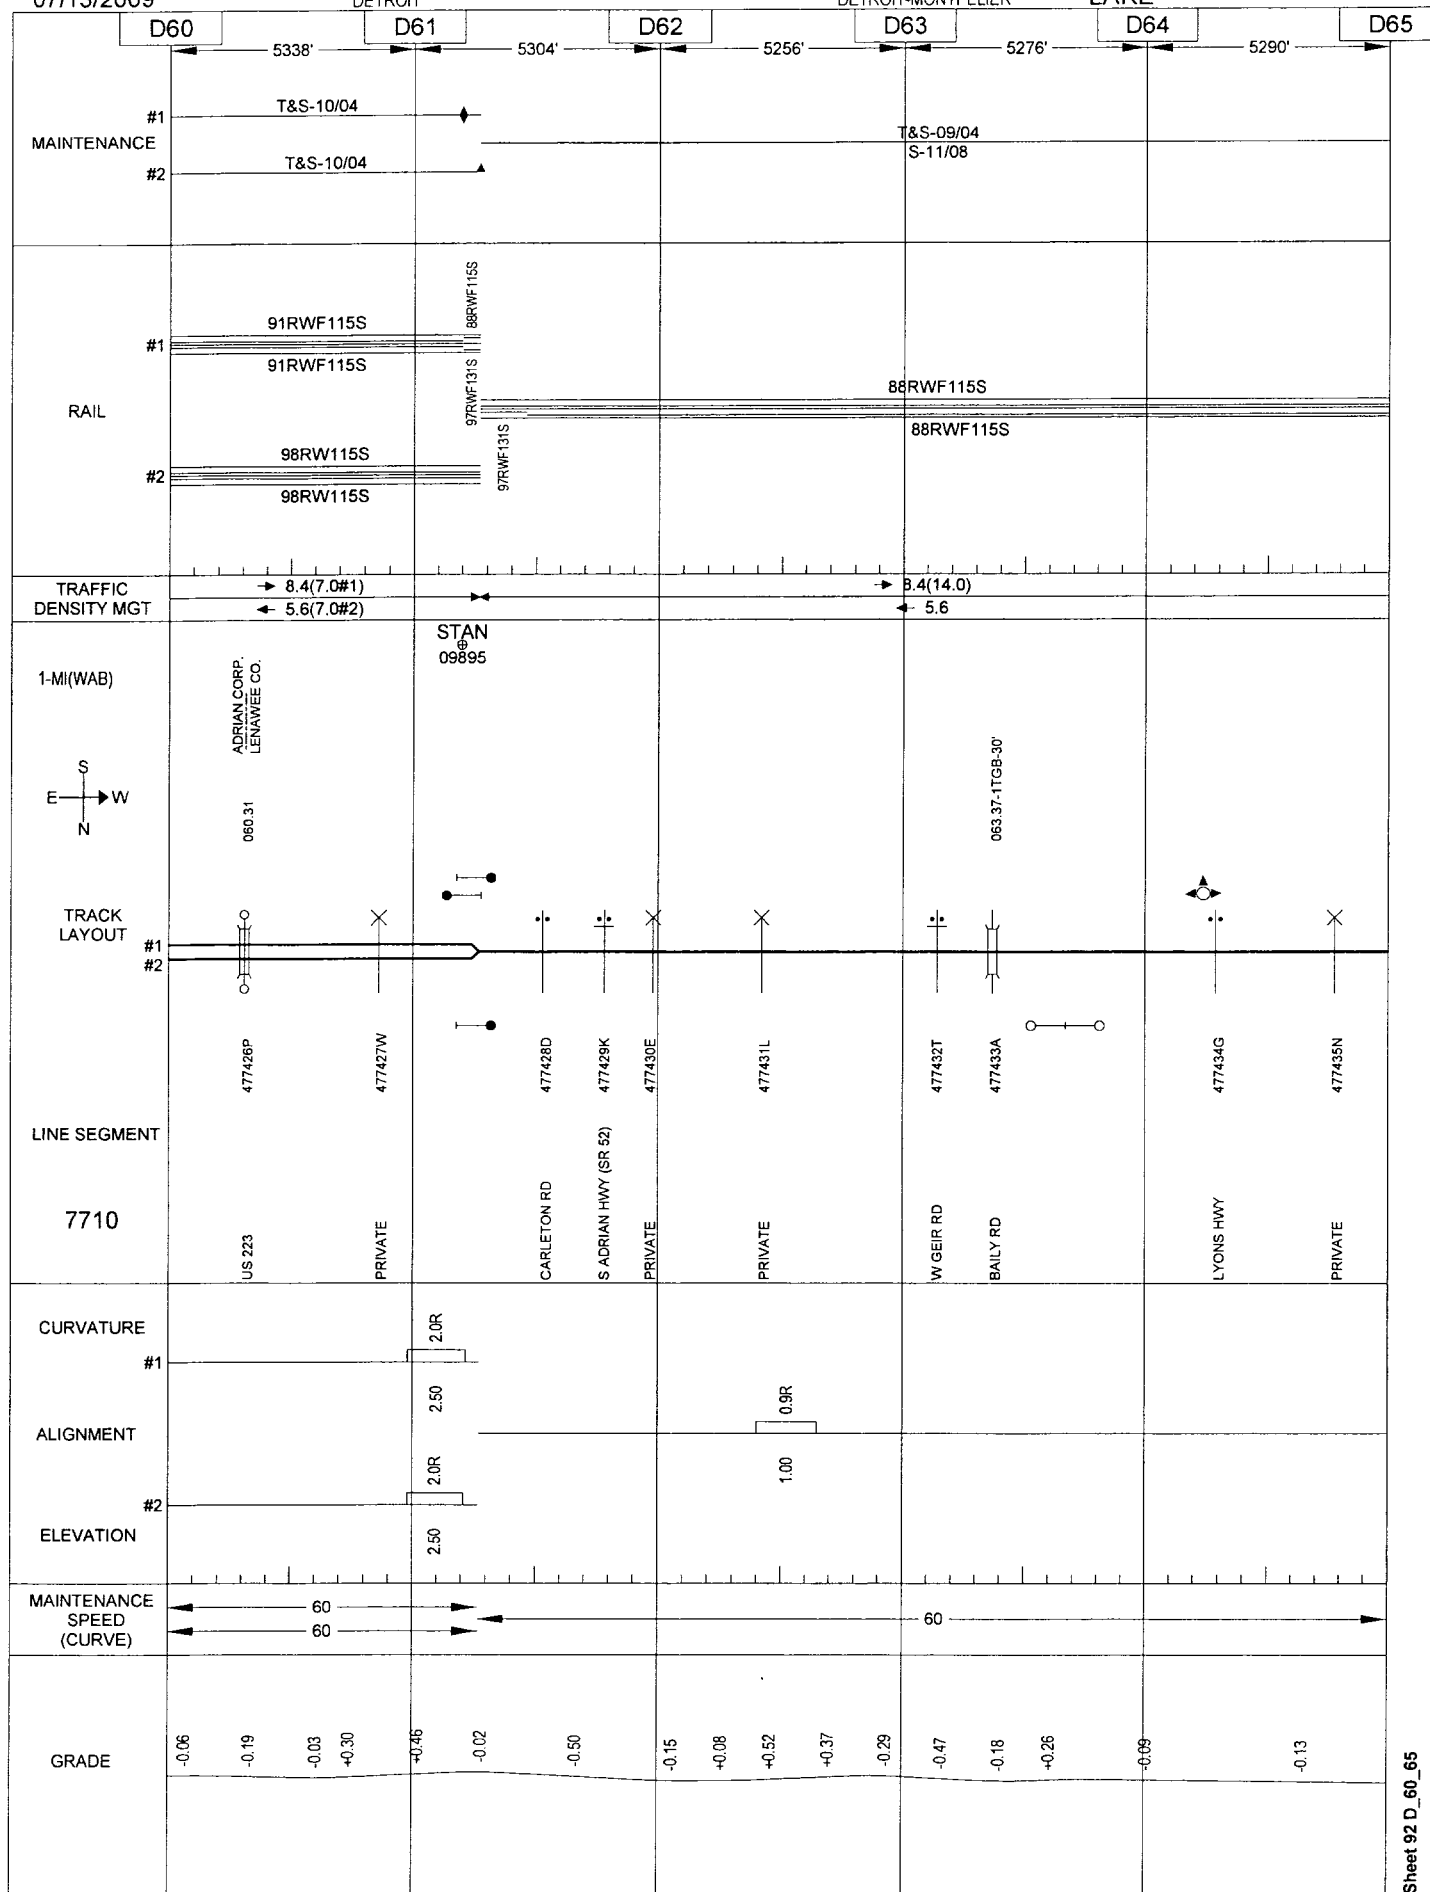 D60 D61 D62 D63 D64 D65
5338' 5304' 5256' 5276' 5290'
MAINTENANCE
#1
T&S-10/04
T&S-09/04
S-11/08
#2
T&S-10/04
RAIL
#1
91RWF115S
91RWF115S
88RWF115S
97RWF131S
88RWF115S
88RWF115S
#2
98RW115S
98RW115S
97RWF131S
TRAFFIC
DENSITY MGT
8.4(7.0#1)
5.6(7.0#2)
8.4(14.0)
5.6
STAN
09895
1-MI(WAB)
ADRIAN CORP.
LENAWEE CO.
060.31
063.37-1TGB-30'
S
E W
N
TRACK
LAYOUT
#1
#2
477426P
477427W
477428D
477429K
477430E
477431L
477432T
477433A
477434G
477435N
LINE SEGMENT
7710
US 223
PRIVATE
CARLETON RD
S ADRIAN HWY (SR 52)
PRIVATE
PRIVATE
W GEIR RD
BAILY RD
LYONS HWY
PRIVATE
CURVATURE
#1
2.0R
2.50
ALIGNMENT
0.9R
1.00
#2
2.0R
2.50
ELEVATION
MAINTENANCE
SPEED
(CURVE)
60
60
60
GRADE
-0.06
-0.19
-0.03
+0.30
+0.46
-0.02
-0.50
-0.15
+0.08
+0.52
+0.37
-0.29
-0.47
-0.18
+0.26
-0.09
-0.13
Sheet 92 D_60_65